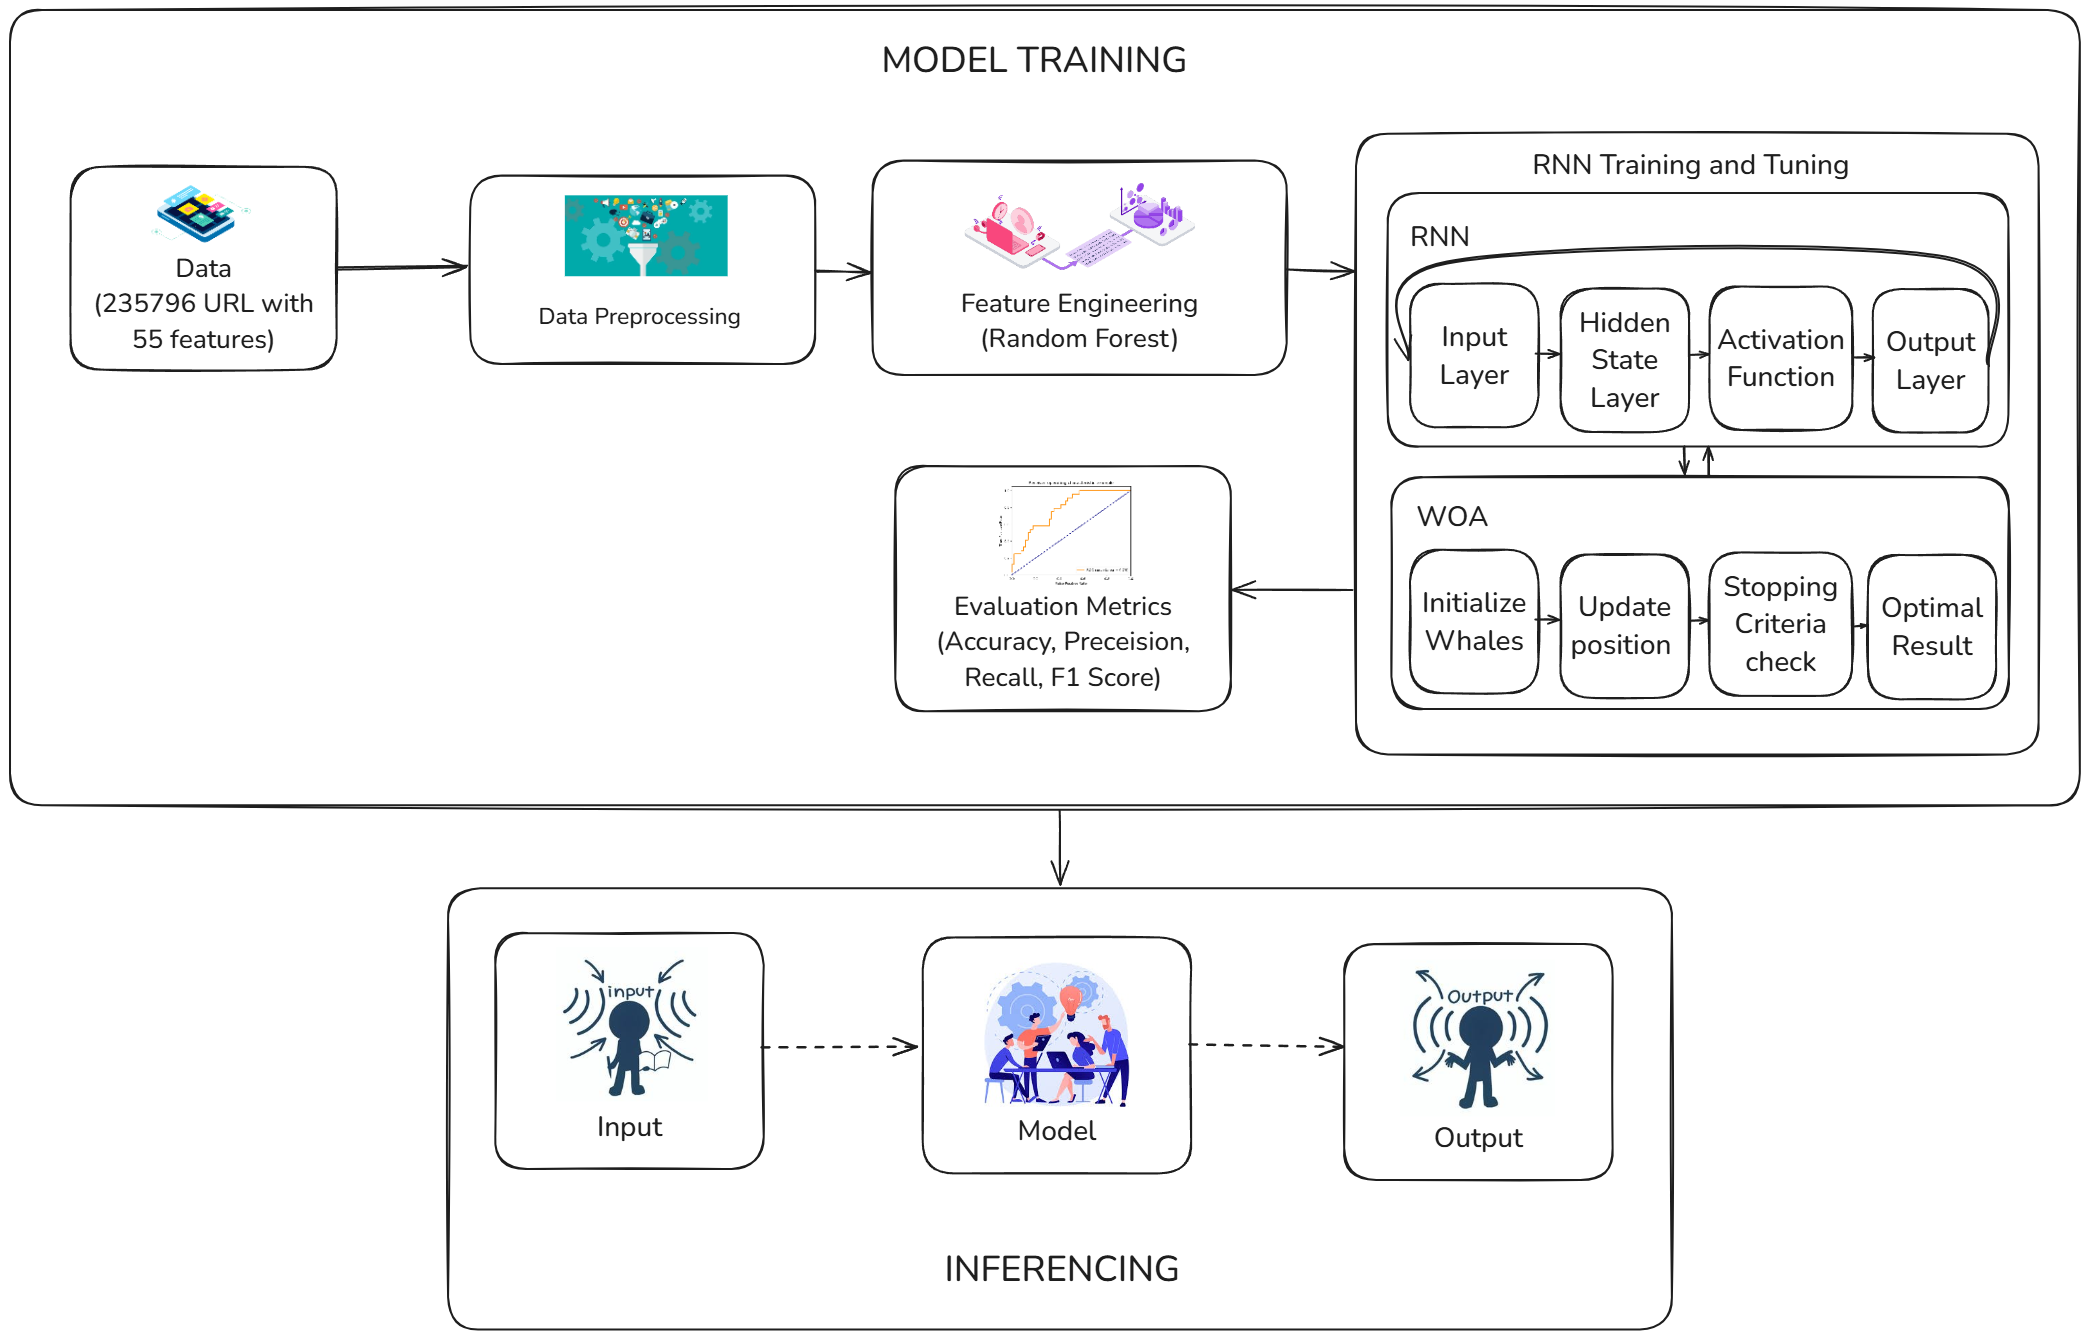 MODEL TRAINING
Data
(235796 URL with
55 features)
Data Preprocessing
Feature Engineering
(Random Forest)
RNN Training and Tuning
RNN
Input
Layer
Hidden
State
Layer
Activation
Function
Output
Layer
WOA
Initialize
Whales
Update
position
Stopping
Criteria
check
Optimal
Result
Evaluation Metrics
(Accuracy, Preceision,
Recall, F1 Score)
input
Input
Model
Output
Output
INFERENCING